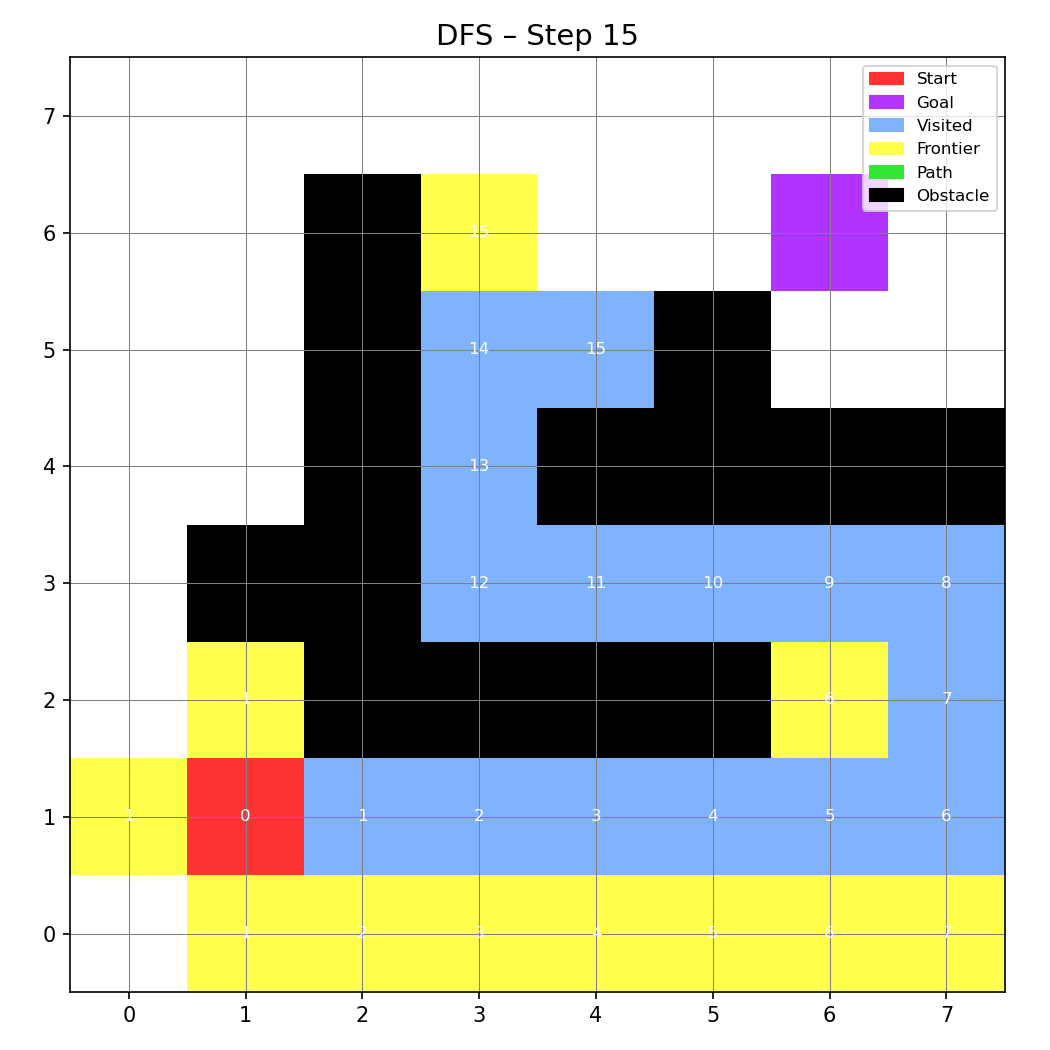 DFS – Step 15
Start
Goal
Visited
Frontier
Path
Obstacle
7
6 15
5 14 15
4 13
3 12 11 10 9 8
2 1 6 7
1 1 0 1 2 3 4 5 6
0 1 2 3 4 5 6 7
0 1 2 3 4 5 6 7